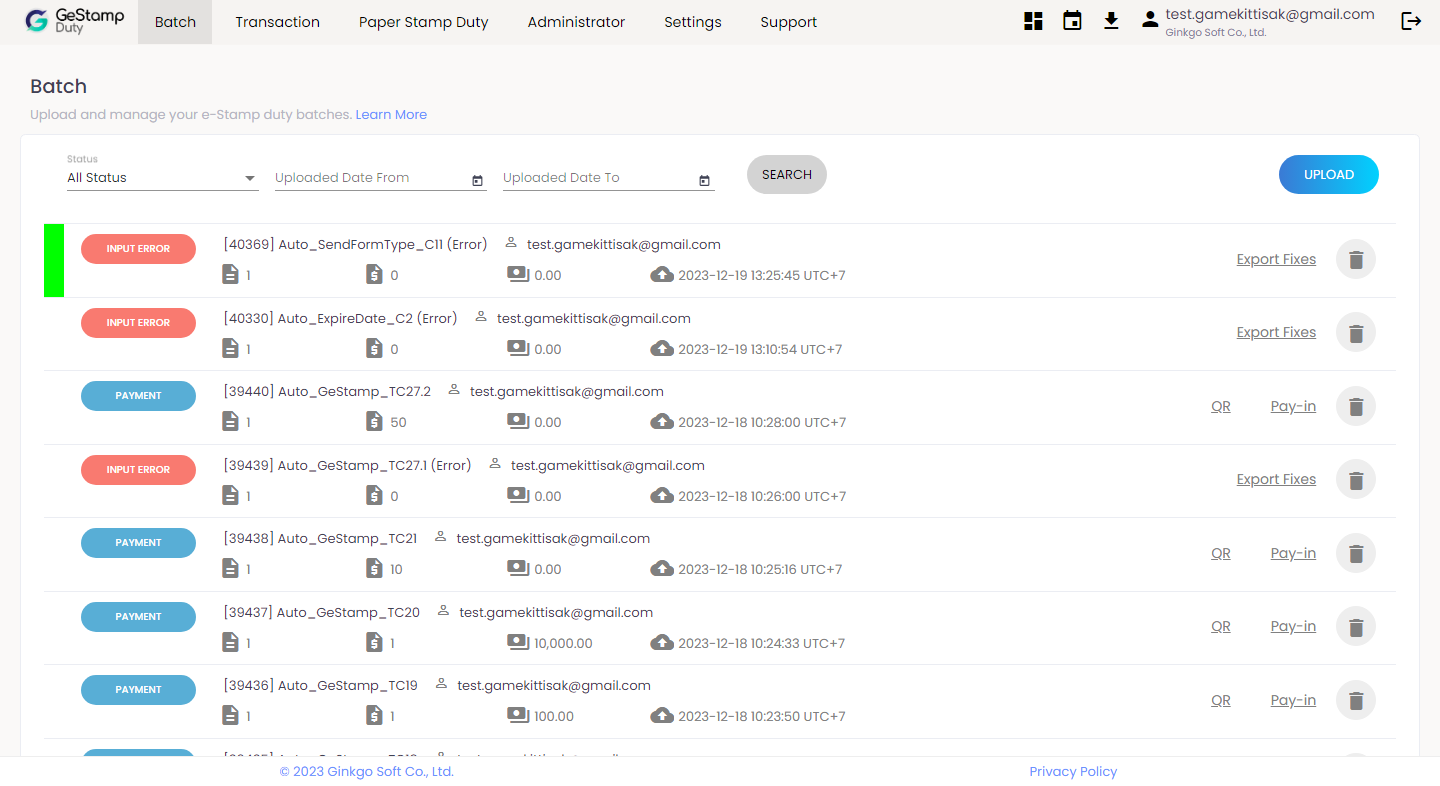 GeStamp Duty
Batch Transaction Paper Stamp Duty Administrator Settings Support
test.gamekittisak@gmail.com
Ginkgo Soft Co., Ltd.
Batch
Upload and manage your e-Stamp duty batches. Learn More
Status
All Status Uploaded Date From Uploaded Date To SEARCH UPLOAD
INPUT ERROR [40369] Auto_SendFormType_C11 (Error) test.gamekittisak@gmail.com
1 0 0.00 2023-12-19 13:25:45 UTC+7 Export Fixes
INPUT ERROR [40330] Auto_ExpireDate_C2 (Error) test.gamekittisak@gmail.com
1 0 0.00 2023-12-19 13:10:54 UTC+7 Export Fixes
PAYMENT [39440] Auto_GeStamp_TC27.2 test.gamekittisak@gmail.com
1 50 0.00 2023-12-18 10:28:00 UTC+7 QR Pay-in
INPUT ERROR [39439] Auto_GeStamp_TC27.1 (Error) test.gamekittisak@gmail.com
1 0 0.00 2023-12-18 10:26:00 UTC+7 Export Fixes
PAYMENT [39438] Auto_GeStamp_TC21 test.gamekittisak@gmail.com
1 10 0.00 2023-12-18 10:25:16 UTC+7 QR Pay-in
PAYMENT [39437] Auto_GeStamp_TC20 test.gamekittisak@gmail.com
1 1 10,000.00 2023-12-18 10:24:33 UTC+7 QR Pay-in
PAYMENT [39436] Auto_GeStamp_TC19 test.gamekittisak@gmail.com
1 1 100.00 2023-12-18 10:23:50 UTC+7 QR Pay-in
© 2023 Ginkgo Soft Co., Ltd. Privacy Policy